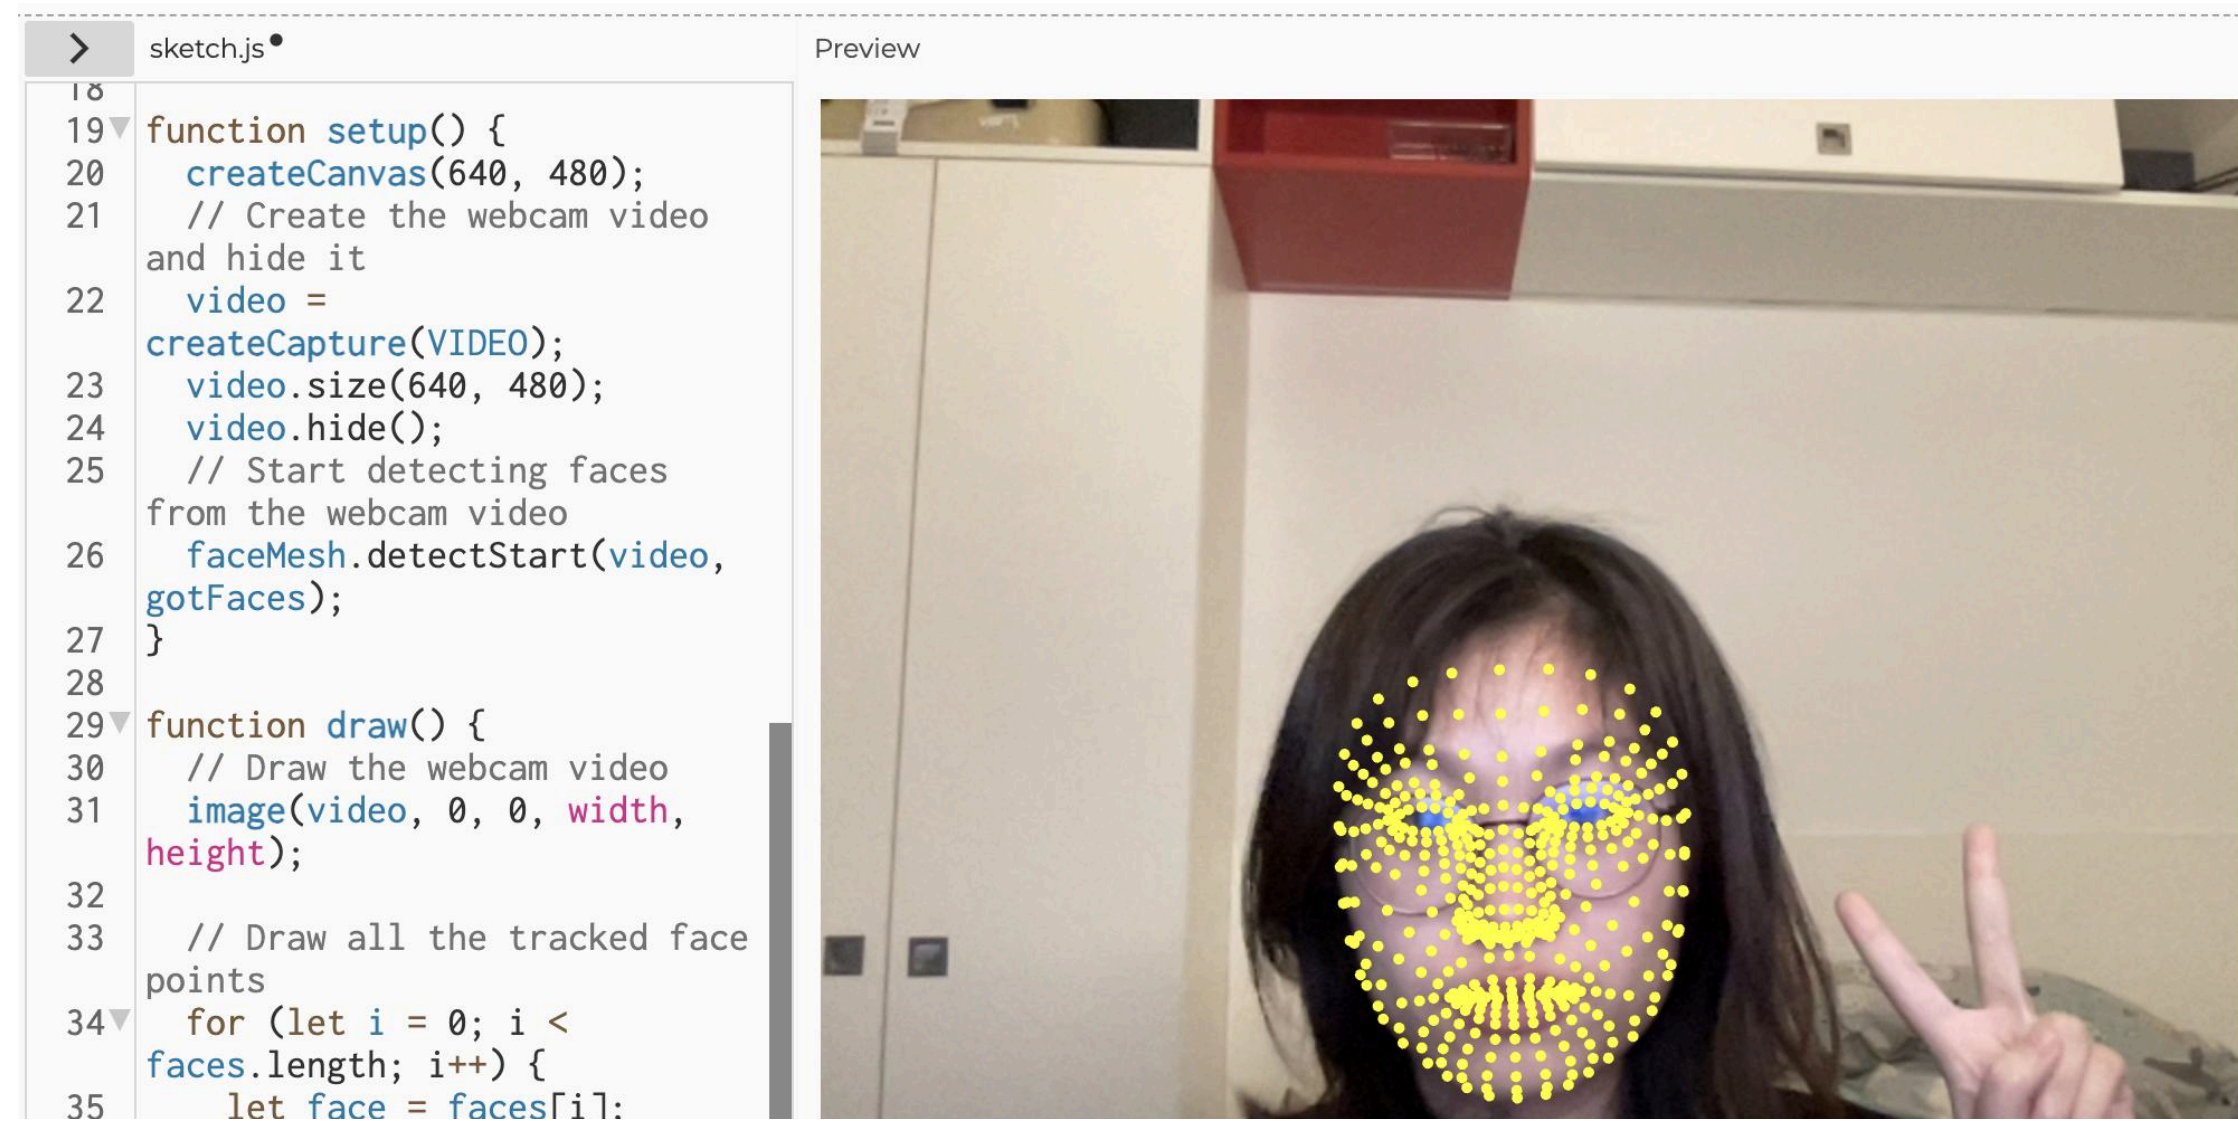 sketch.js
Preview
18
19 function setup() {
20 createCanvas(640, 480);
21 // Create the webcam video
and hide it
22 video =
createCapture(VIDEO);
23 video.size(640, 480);
24 video.hide();
25 // Start detecting faces
from the webcam video
26 faceMesh.detectStart(video,
gotFaces);
27 }
28
29 function draw() {
30 // Draw the webcam video
31 image(video, 0, 0, width,
height);
32
33 // Draw all the tracked face
points
34 for (let i = 0; i <
faces.length; i++) {
35 let face = faces[i];